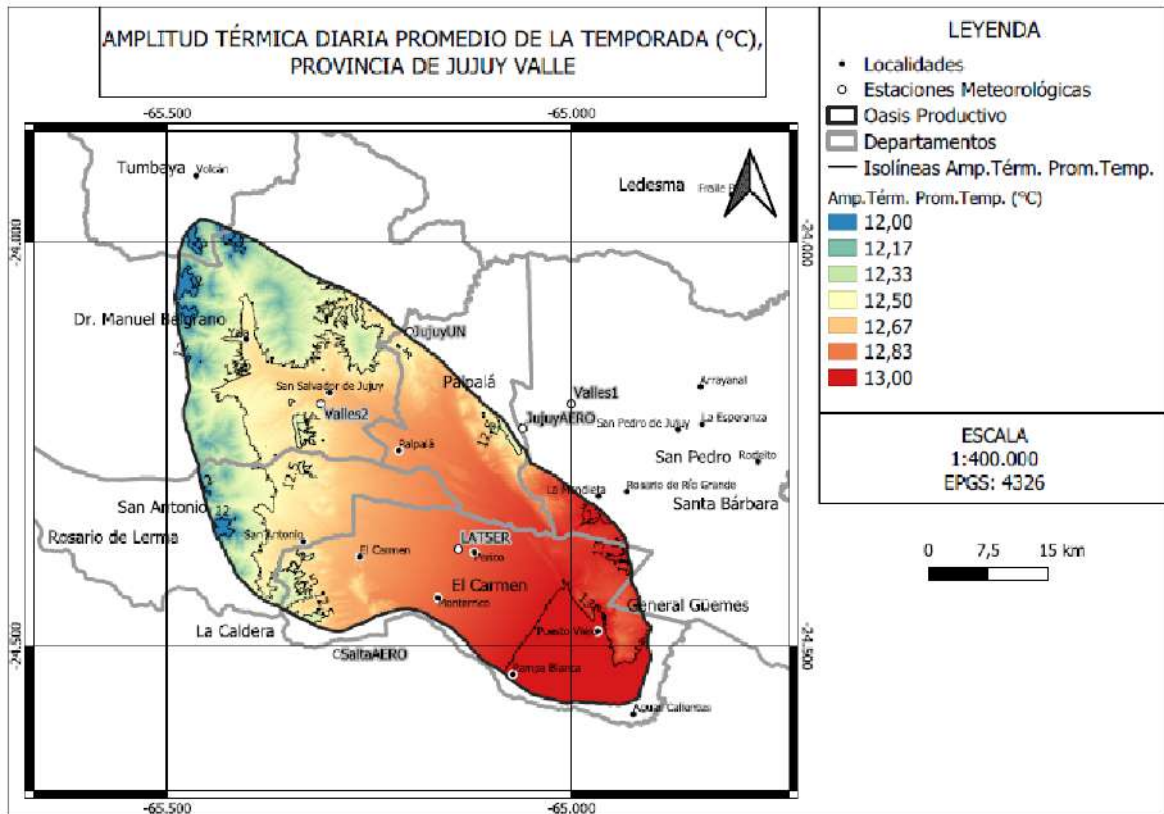 AMPLITUD TÉRMICA DIARIA PROMEDIO DE LA TEMPORADA (°C),
PROVINCIA DE JUJUY VALLE
-65.500
-65.000
Tumbaya
Volcán
Ledesma
Fraile
-24.000
-24.000
Dr. Manuel Belgrano
Yala
JujuyUN
San Salvador de Jujuy
Palpalá
Valles1
Valles2
JujuyAERO
Arrayanal
La Esperanza
San Pedro de Jujuy
Palpalá
San Pedro
Rodeito
La Mendieta
Rosario de Río Grande
Santa Bárbara
San Antonio
12
Rosario de Lerma
San Antonio
LATSER
El Carmen
Perico
El Carmen
Monterrico
General Güemes
La Caldera
Puesto Viejo
-24.500
-24.500
SaltaAERO
Pampa Blanca
Aguas Calientes
-65.500
-65.000
LEYENDA
Localidades
Estaciones Meteorológicas
Oasis Productivo
Departamentos
Isolíneas Amp.Térm. Prom.Temp.
Amp.Térm. Prom.Temp. (°C)
12,00
12,17
12,33
12,50
12,67
12,83
13,00
ESCALA
1:400.000
EPGS: 4326
0 7,5 15 km